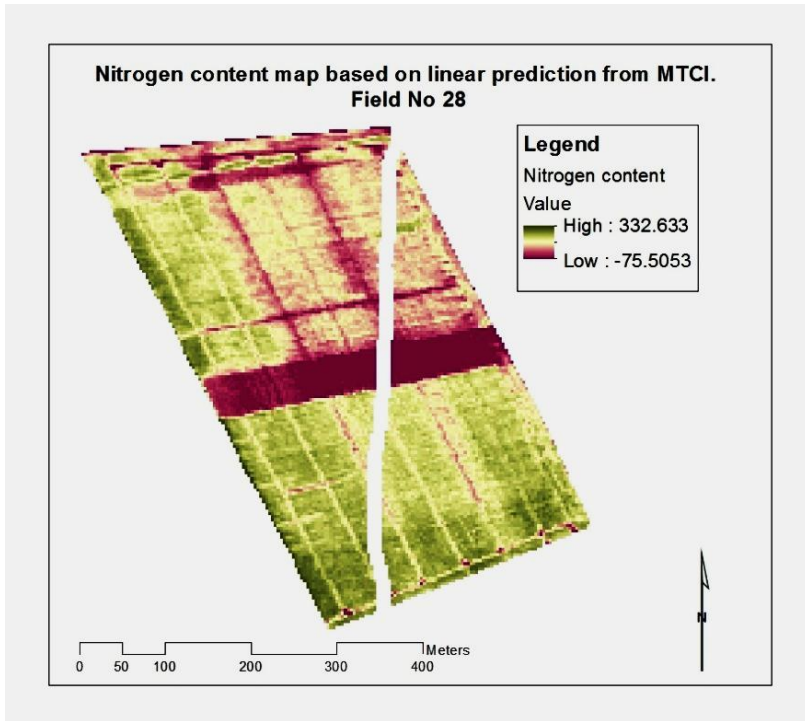 Nitrogen content map based on linear prediction from MTCI.
Field No 28
Legend
Nitrogen content
Value
High : 332.633
Low : -75.5053
N
Meters
0 50 100 200 300 400